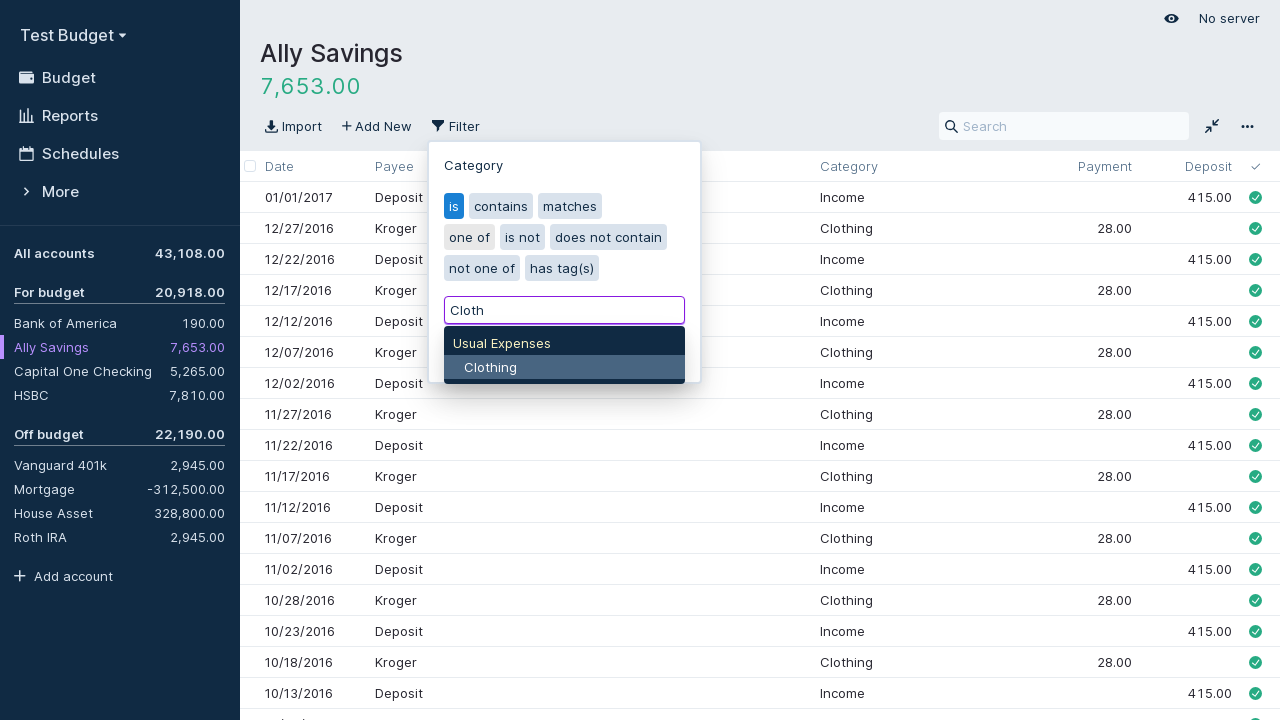 Test Budget
Budget
Reports
Schedules
More
All accounts 43,108.00
For budget 20,918.00
Bank of America 190.00
Ally Savings 7,653.00
Capital One Checking 5,265.00
HSBC 7,810.00
Off budget 22,190.00
Vanguard 401k 2,945.00
Mortgage -312,500.00
House Asset 328,800.00
Roth IRA 2,945.00
Add account
No server
Ally Savings
7,653.00
Import Add New Filter Search
Date Payee Category Payment Deposit
01/01/2017 Deposit Income 415.00
12/27/2016 Kroger Clothing 28.00
12/22/2016 Deposit Income 415.00
12/17/2016 Kroger Clothing 28.00
12/12/2016 Deposit Income 415.00
12/07/2016 Kroger Clothing 28.00
12/02/2016 Deposit Income 415.00
11/27/2016 Kroger Clothing 28.00
11/22/2016 Deposit Income 415.00
11/17/2016 Kroger Clothing 28.00
11/12/2016 Deposit Income 415.00
11/07/2016 Kroger Clothing 28.00
11/02/2016 Deposit Income 415.00
10/28/2016 Kroger Clothing 28.00
10/23/2016 Deposit Income 415.00
10/18/2016 Kroger Clothing 28.00
10/13/2016 Deposit Income 415.00
Category
is contains matches
one of is not does not contain
not one of has tag(s)
Cloth
Usual Expenses
Clothing